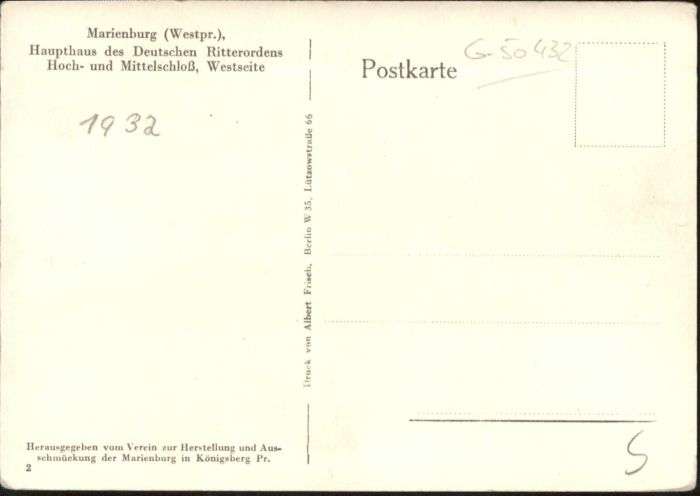 Marienburg (Westpr.),
Haupthaus des Deutschen Ritterordens
Hoch- und Mittelschloß, Westseite
1932
Herausgegeben vom Verein zur Herstellung und Aus-
schmückung der Marienburg in Königsberg Pr.
2
Druck von Albert Frisch, Berlin W 35, Lützowstraße 66
Postkarte
G-50432
S